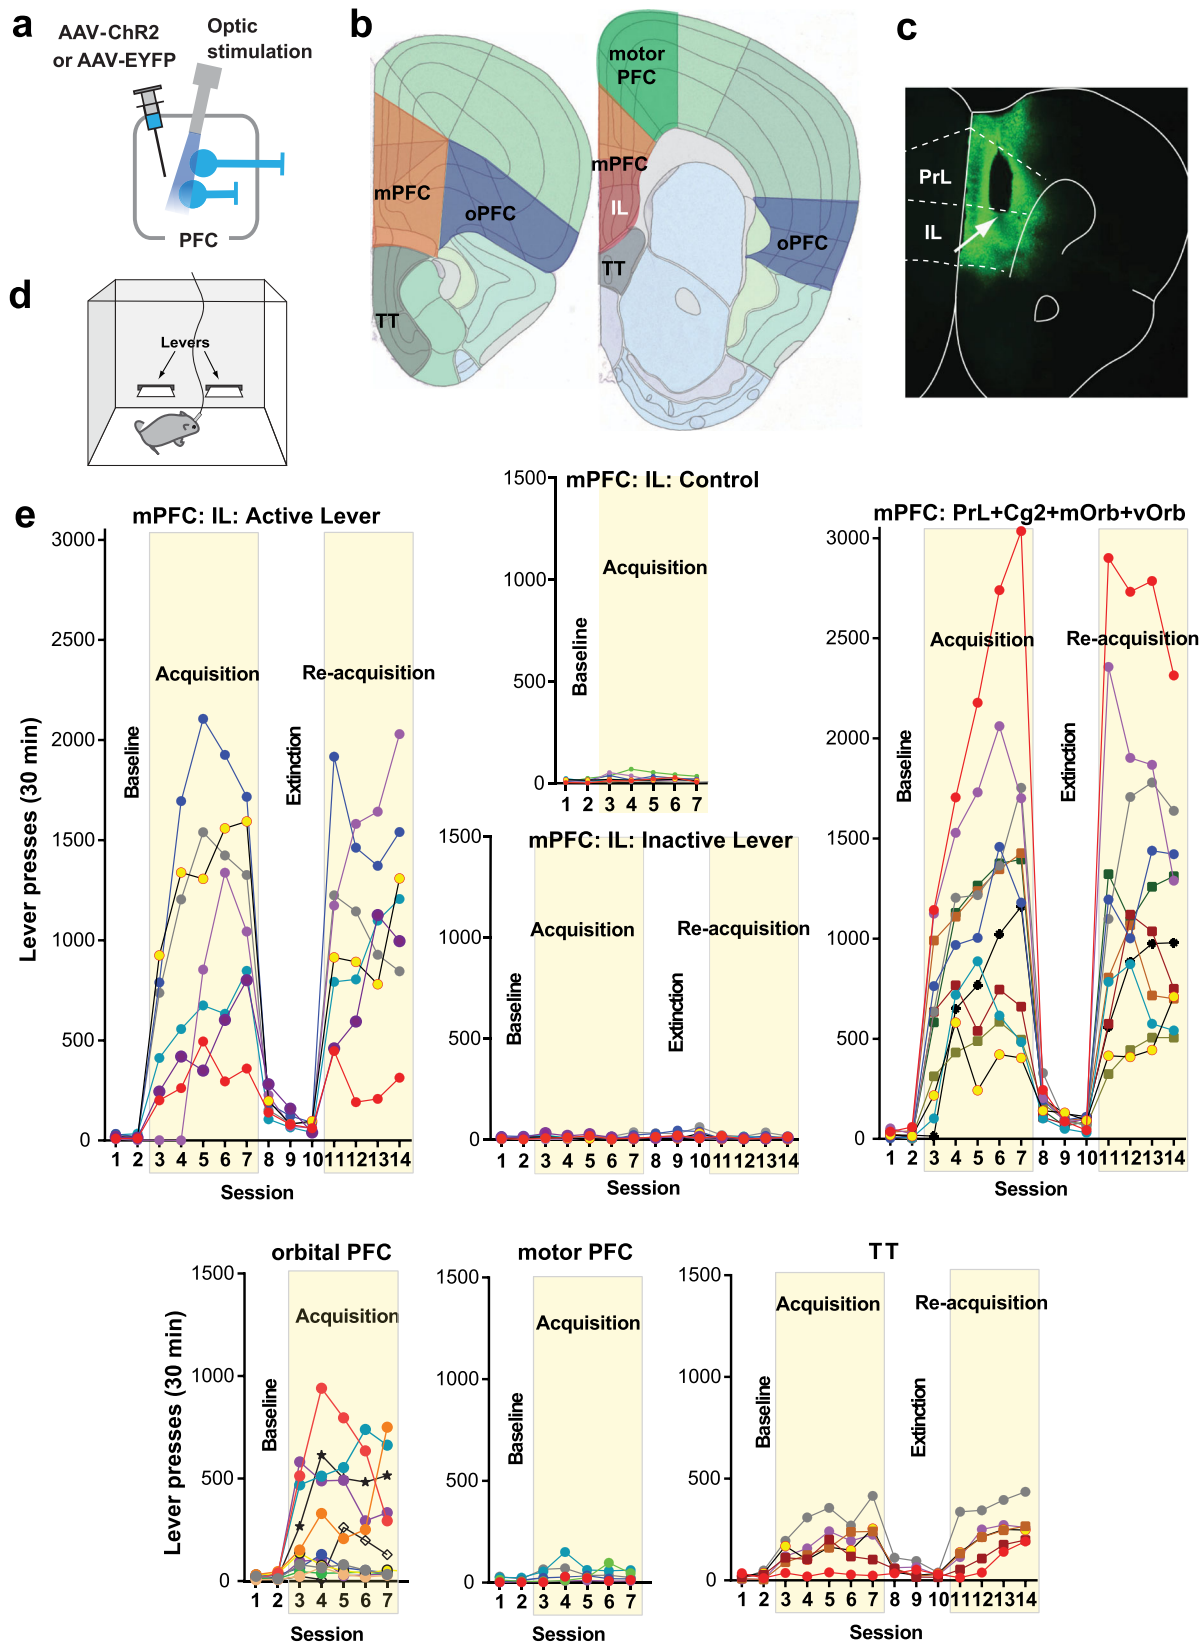 a
AAV-ChR2
or AAV-EYFP
Optic
stimulation
PFC
b
mPFC
oPFC
TT
motor
PFC
mPFC
IL
TT
oPFC
c
PrL
IL
d
Levers
e
mPFC: IL: Active Lever
3000
2500
2000
1500
1000
500
0
Lever presses (30 min)
Baseline
Acquisition
Extinction
Re-acquisition
1 2 3 4 5 6 7 8 9 10 11 12 13 14
Session
mPFC: IL: Control
1500
1000
500
0
Baseline
Acquisition
1 2 3 4 5 6 7
mPFC: IL: Inactive Lever
1500
1000
500
0
Baseline
Acquisition
Extinction
Re-acquisition
1 2 3 4 5 6 7 8 9 10 11 12 13 14
Session
mPFC: PrL+Cg2+mOrb+vOrb
3000
2500
2000
1500
1000
500
0
Baseline
Acquisition
Extinction
Re-acquisition
1 2 3 4 5 6 7 8 9 10 11 12 13 14
Session
orbital PFC
1500
1000
500
0
Lever presses (30 min)
Baseline
Acquisition
1 2 3 4 5 6 7
Session
motor PFC
1500
1000
500
0
Baseline
Acquisition
1 2 3 4 5 6 7
Session
TT
1500
1000
500
0
Baseline
Acquisition
Extinction
Re-acquisition
1 2 3 4 5 6 7 8 9 10 11 12 13 14
Session